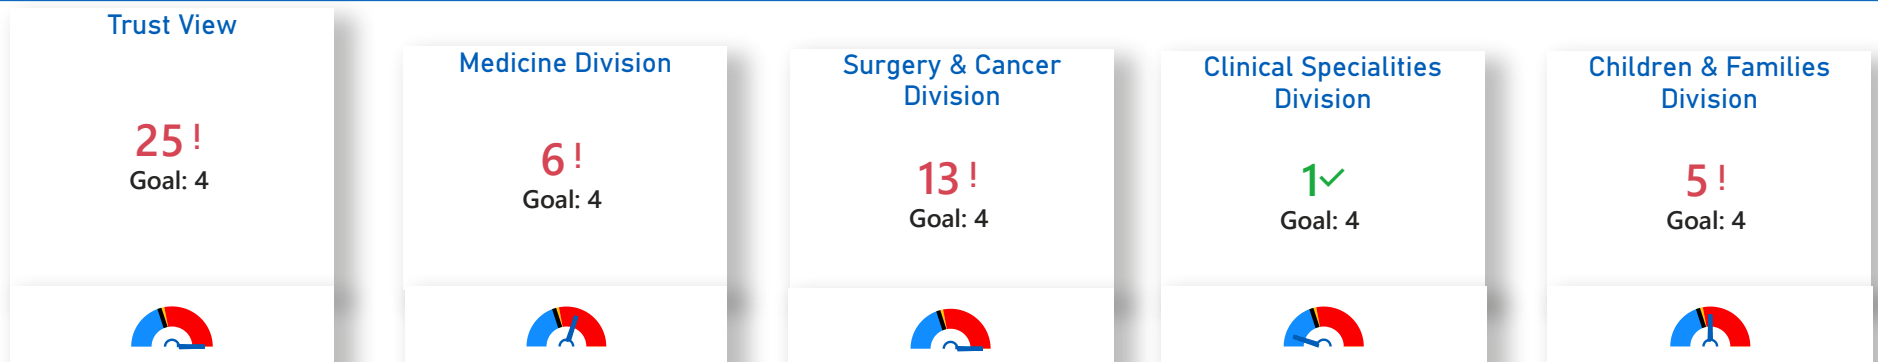 Trust View
25 !
Goal: 4
Medicine Division
6 !
Goal: 4
Surgery & Cancer
Division
13 !
Goal: 4
Clinical Specialities
Division
1✓
Goal: 4
Children & Families
Division
5 !
Goal: 4